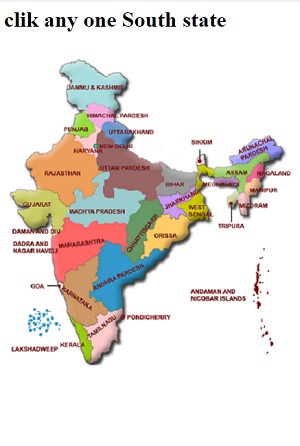 clik any one South state
JAMMU & KASHMIR
HIMACHAL PARDESH
PUNJAB
UTTARAKHAND
HARYANA
NEW DELHI
UTTAR PARDESH
RAJASTHAN
SIKKIM
ARUNACHAL PARDESH
ASSAM
NAGALAND
BIHAR
MEGHALAYA
MANIPUR
GUJARAT
MADHYA PRADESH
JHARKHAND
WEST BENGAL
MIZORAM
TRIPURA
DAMAN AND DIU
CHHATTISGARH
ORISSA
DADRA AND NAGAR HAVELI
MAHARASHTRA
ANDHRA PARDESH
GOA
KARNATAKA
ANDAMAN AND
NICOBAR ISLANDS
PONDICHERRY
TAMILNADU
LAKSHADWEEP
KERALA